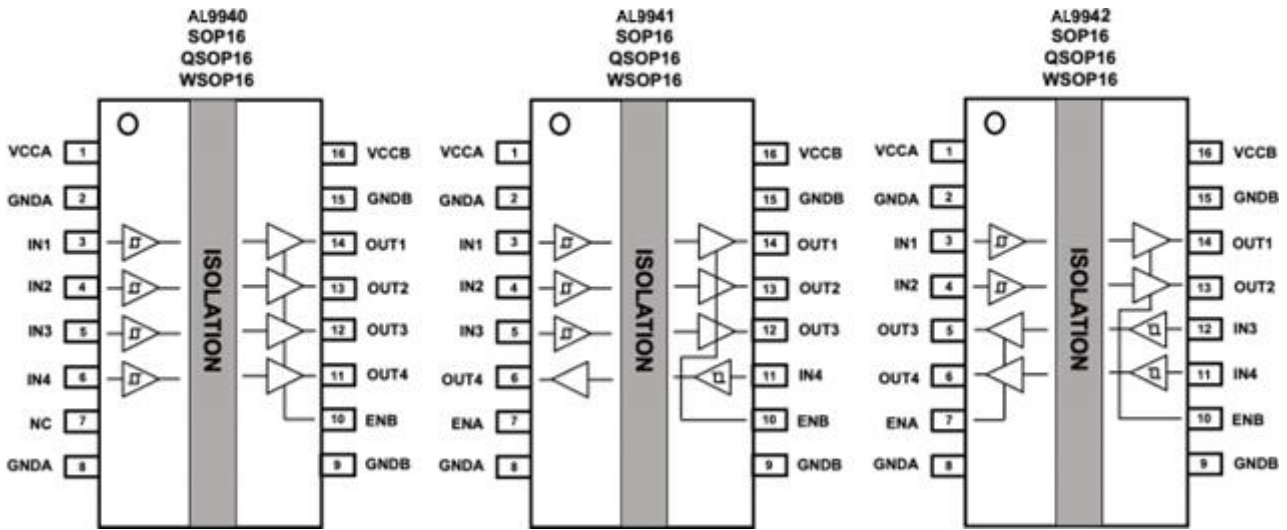 AL9940
SOP16
QSOP16
WSOP16
VCCA 1
GNDA 2
IN1 3
IN2 4
IN3 5
IN4 6
NC 7
GNDA 8
ISOLATION
16 VCCB
15 GNDB
14 OUT1
13 OUT2
12 OUT3
11 OUT4
10 ENB
9 GNDB
AL9941
SOP16
QSOP16
WSOP16
VCCA 1
GNDA 2
IN1 3
IN2 4
IN3 5
OUT4 6
ENA 7
GNDA 8
ISOLATION
16 VCCB
15 GNDB
14 OUT1
13 OUT2
12 OUT3
11 IN4
10 ENB
9 GNDB
AL9942
SOP16
QSOP16
WSOP16
VCCA 1
GNDA 2
IN1 3
IN2 4
OUT3 5
OUT4 6
ENA 7
GNDA 8
ISOLATION
16 VCCB
15 GNDB
14 OUT1
13 OUT2
12 IN3
11 IN4
10 ENB
9 GNDB